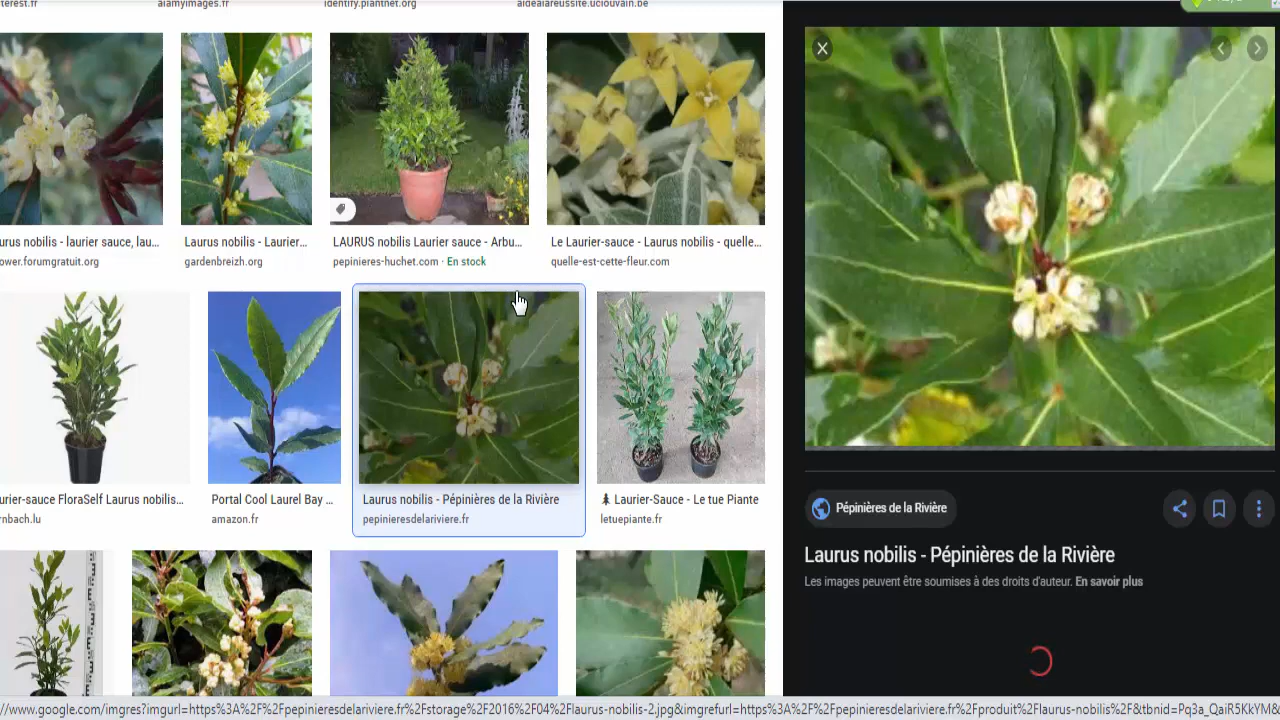 alamyimages.fr
identify.plantnet.org
aidealareussite.uclouvain.be
urus nobilis - laurier sauce, lau...
ower.forumgratuit.org
Laurus nobilis - Laurier...
gardenbreizh.org
LAURUS nobilis Laurier sauce - Arbu...
pepinieres-huchet.com · En stock
Le Laurier-sauce - Laurus nobilis - quelle...
quelle-est-cette-fleur.com
urier-sauce FloraSelf Laurus nobilis...
rnbach.lu
Portal Cool Laurel Bay ...
amazon.fr
Laurus nobilis - Pépinières de la Rivière
pepinieresdelariviere.fr
Laurier-Sauce - Le tue Piante
letuepiante.fr
Pépinières de la Rivière
Laurus nobilis - Pépinières de la Rivière
Les images peuvent être soumises à des droits d'auteur. En savoir plus
//www.google.com/imgres?imgurl=https%3A%2F%2Fpepinieresdelariviere.fr%2Fstorage%2F2016%2F04%2Flaurus-nobilis-2.jpg&imgrefurl=https%3A%2F%2Fpepinieresdelariviere.fr%2Fproduit%2Flaurus-nobilis%2F&tbnid=Pq3a_QaiR5KkYM&